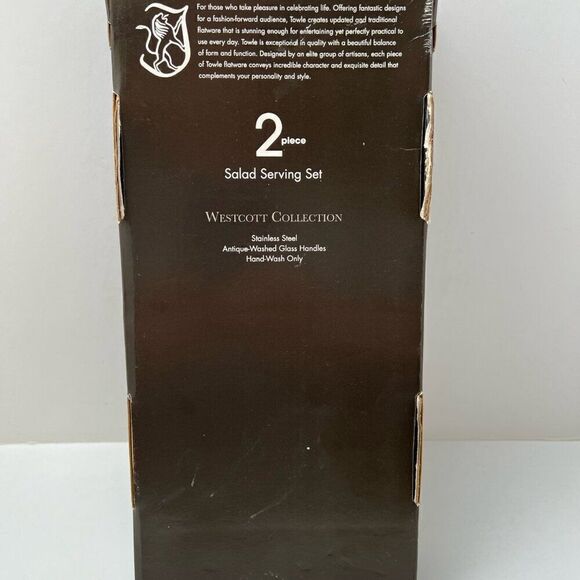 For those who take pleasure in celebrating life. Offering fantastic designs
for a fashion-forward audience, Towle creates updated and traditional
flatware that is stunning enough for entertaining yet perfectly practical to
use every day. Towle is exceptional in quality with a beautiful balance
of form and function. Designed by an elite group of artisans, each piece
of Towle flatware conveys incredible character and exquisite detail that
complements your personality and style.
2 piece
Salad Serving Set
WESTCOTT COLLECTION
Stainless Steel
Antique-Washed Glass Handles
Hand-Wash Only